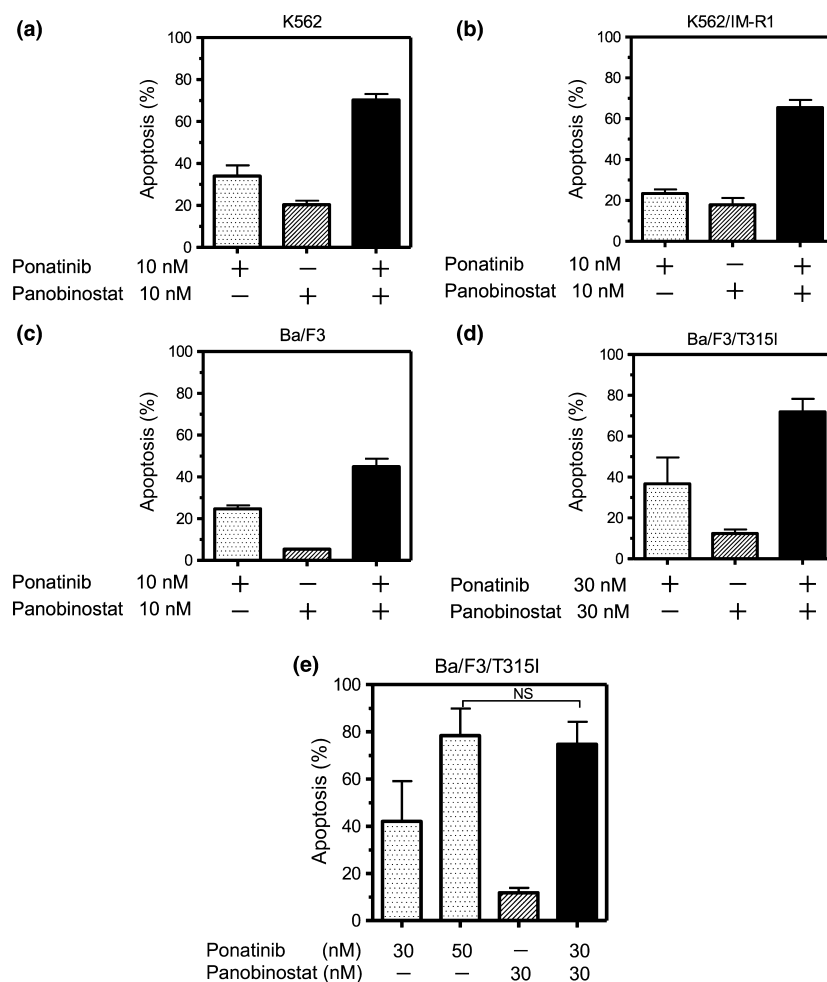 (a)
K562
Apoptosis (%)
100
80
60
40
20
0
Ponatinib 10 nM + − +
Panobinostat 10 nM − + +
(b)
K562/IM-R1
Apoptosis (%)
100
80
60
40
20
0
Ponatinib 10 nM + − +
Panobinostat 10 nM − + +
(c)
Ba/F3
Apoptosis (%)
100
80
60
40
20
0
Ponatinib 10 nM + − +
Panobinostat 10 nM − + +
(d)
Ba/F3/T315I
Apoptosis (%)
100
80
60
40
20
0
Ponatinib 30 nM + − +
Panobinostat 30 nM − + +
(e)
Ba/F3/T315I
Apoptosis (%)
100
80
60
40
20
0
NS
Ponatinib (nM) 30 50 − 30
Panobinostat (nM) − − 30 30